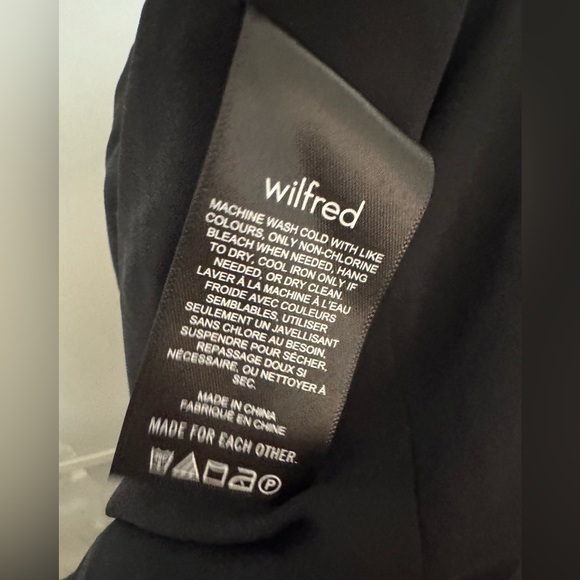 wilfred
MACHINE WASH COLD WITH LIKE
COLOURS, ONLY NON-CHLORINE
BLEACH WHEN NEEDED, HANG
TO DRY, COOL IRON ONLY IF
NEEDED, OR DRY CLEAN.
LAVER À LA MACHINE À L'EAU
FROIDE AVEC COULEURS
SEMBLABLES, UTILISER
SEULEMENT UN JAVELLISANT
SANS CHLORE AU BESOIN,
SUSPENDRE POUR SÉCHER,
REPASSAGE DOUX SI
NÉCESSAIRE, OU NETTOYER À
SEC.
MADE IN CHINA
FABRIQUÉ EN CHINE
MADE FOR EACH OTHER.
P